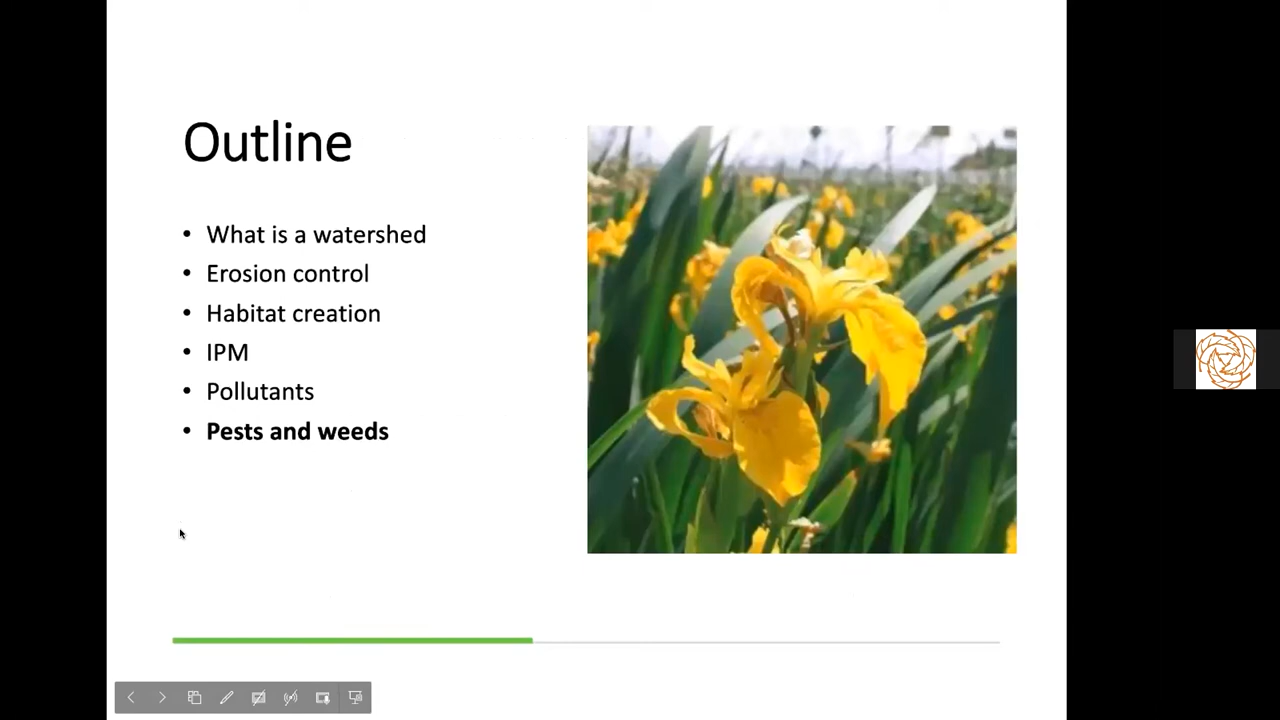 Outline
• What is a watershed
• Erosion control
• Habitat creation
• IPM
• Pollutants
• Pests and weeds